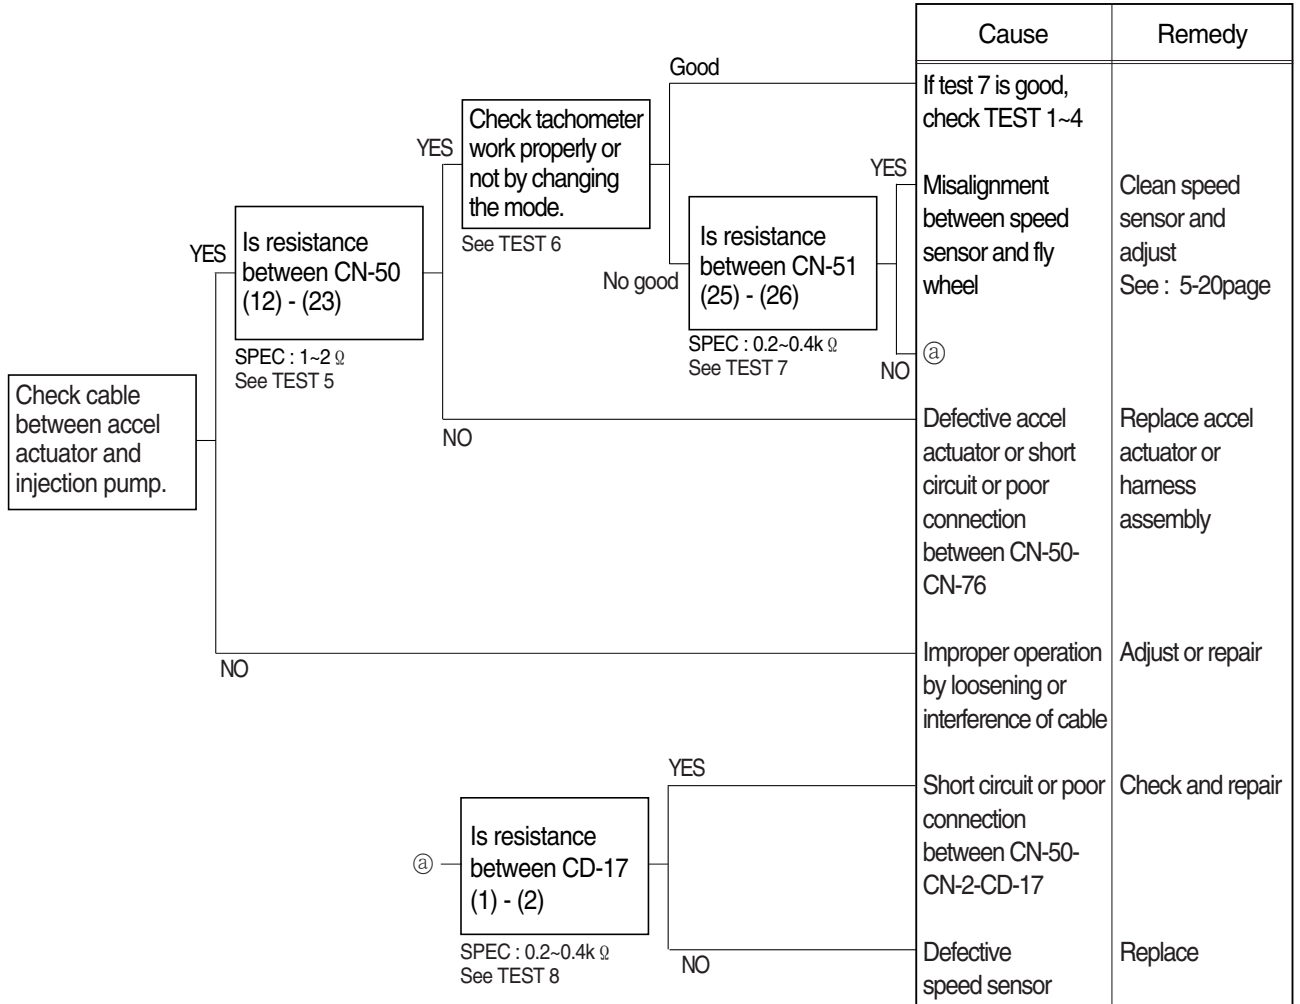 Cause
Remedy
Check cable
between accel
actuator and
injection pump.
YES
Is resistance
between CN-50
(12) - (23)
SPEC : 1~2 Ω
See TEST 5
YES
Check tachometer
work properly or
not by changing
the mode.
See TEST 6
Good
If test 7 is good,
check TEST 1~4
No good
Is resistance
between CN-51
(25) - (26)
SPEC : 0.2~0.4k Ω
See TEST 7
YES
Misalignment
between speed
sensor and fly
wheel
Clean speed
sensor and
adjust
See : 5-20page
NO
ⓐ
NO
Defective accel
actuator or short
circuit or poor
connection
between CN-50-
CN-76
Replace accel
actuator or
harness
assembly
NO
Improper operation
by loosening or
interference of cable
Adjust or repair
ⓐ
Is resistance
between CD-17
(1) - (2)
SPEC : 0.2~0.4k Ω
See TEST 8
YES
Short circuit or poor
connection
between CN-50-
CN-2-CD-17
Check and repair
NO
Defective
speed sensor
Replace